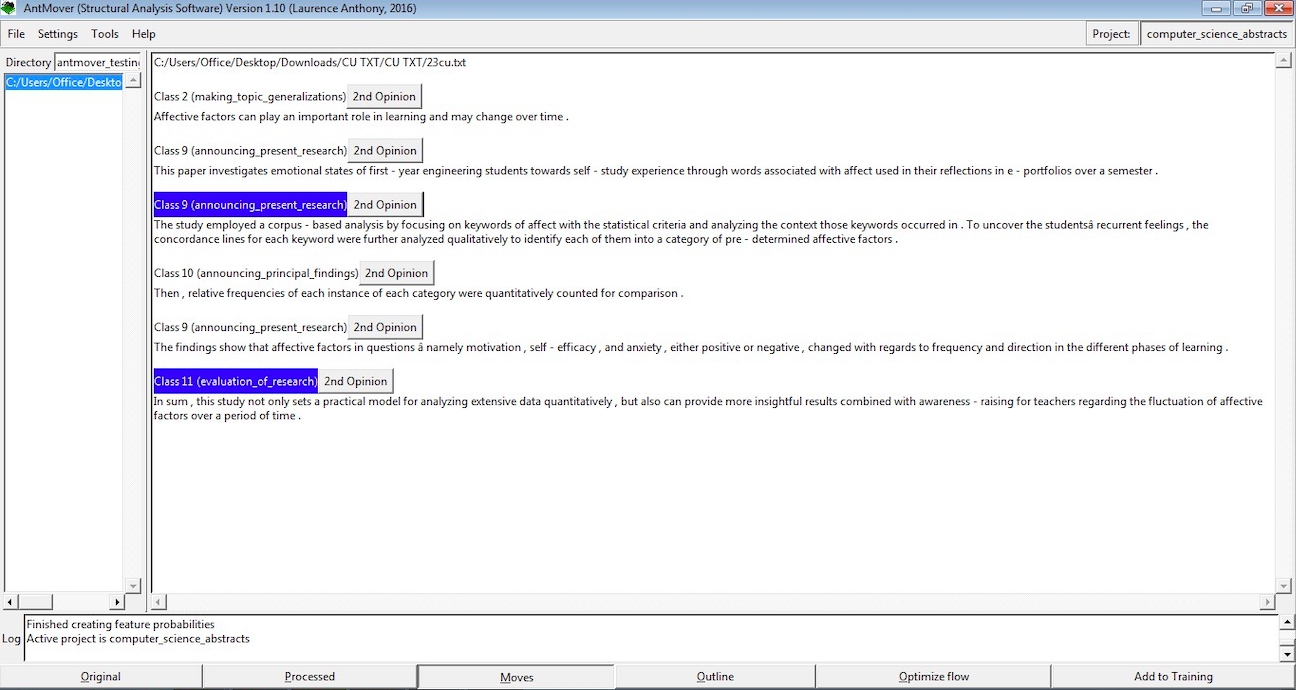 AntMover (Structural Analysis Software) Version 1.10 (Laurence Anthony, 2016)
File Settings Tools Help
Project: computer_science_abstracts
Directory antmover_testing
C:/Users/Office/Deskto
C:/Users/Office/Desktop/Downloads/CU TXT/CU TXT/23cu.txt
Class 2 (making_topic_generalizations) 2nd Opinion
Affective factors can play an important role in learning and may change over time .
Class 9 (announcing_present_research) 2nd Opinion
This paper investigates emotional states of first - year engineering students towards self - study experience through words associated with affect used in their reflections in e - portfolios over a semester .
Class 9 (announcing_present_research) 2nd Opinion
The study employed a corpus - based analysis by focusing on keywords of affect with the statistical criteria and analyzing the context those keywords occurred in . To uncover the studentsâ recurrent feelings , the
concordance lines for each keyword were further analyzed qualitatively to identify each of them into a category of pre - determined affective factors .
Class 10 (announcing_principal_findings) 2nd Opinion
Then , relative frequencies of each instance of each category were quantitatively counted for comparison .
Class 9 (announcing_present_research) 2nd Opinion
The findings show that affective factors in questions â namely motivation , self - efficacy , and anxiety , either positive or negative , changed with regards to frequency and direction in the different phases of learning .
Class 11 (evaluation_of_research) 2nd Opinion
In sum , this study not only sets a practical model for analyzing extensive data quantitatively , but also can provide more insightful results combined with awareness - raising for teachers regarding the fluctuation of affective
factors over a period of time .
Log
Finished creating feature probabilities
Active project is computer_science_abstracts
Original Processed Moves Outline Optimize flow Add to Training